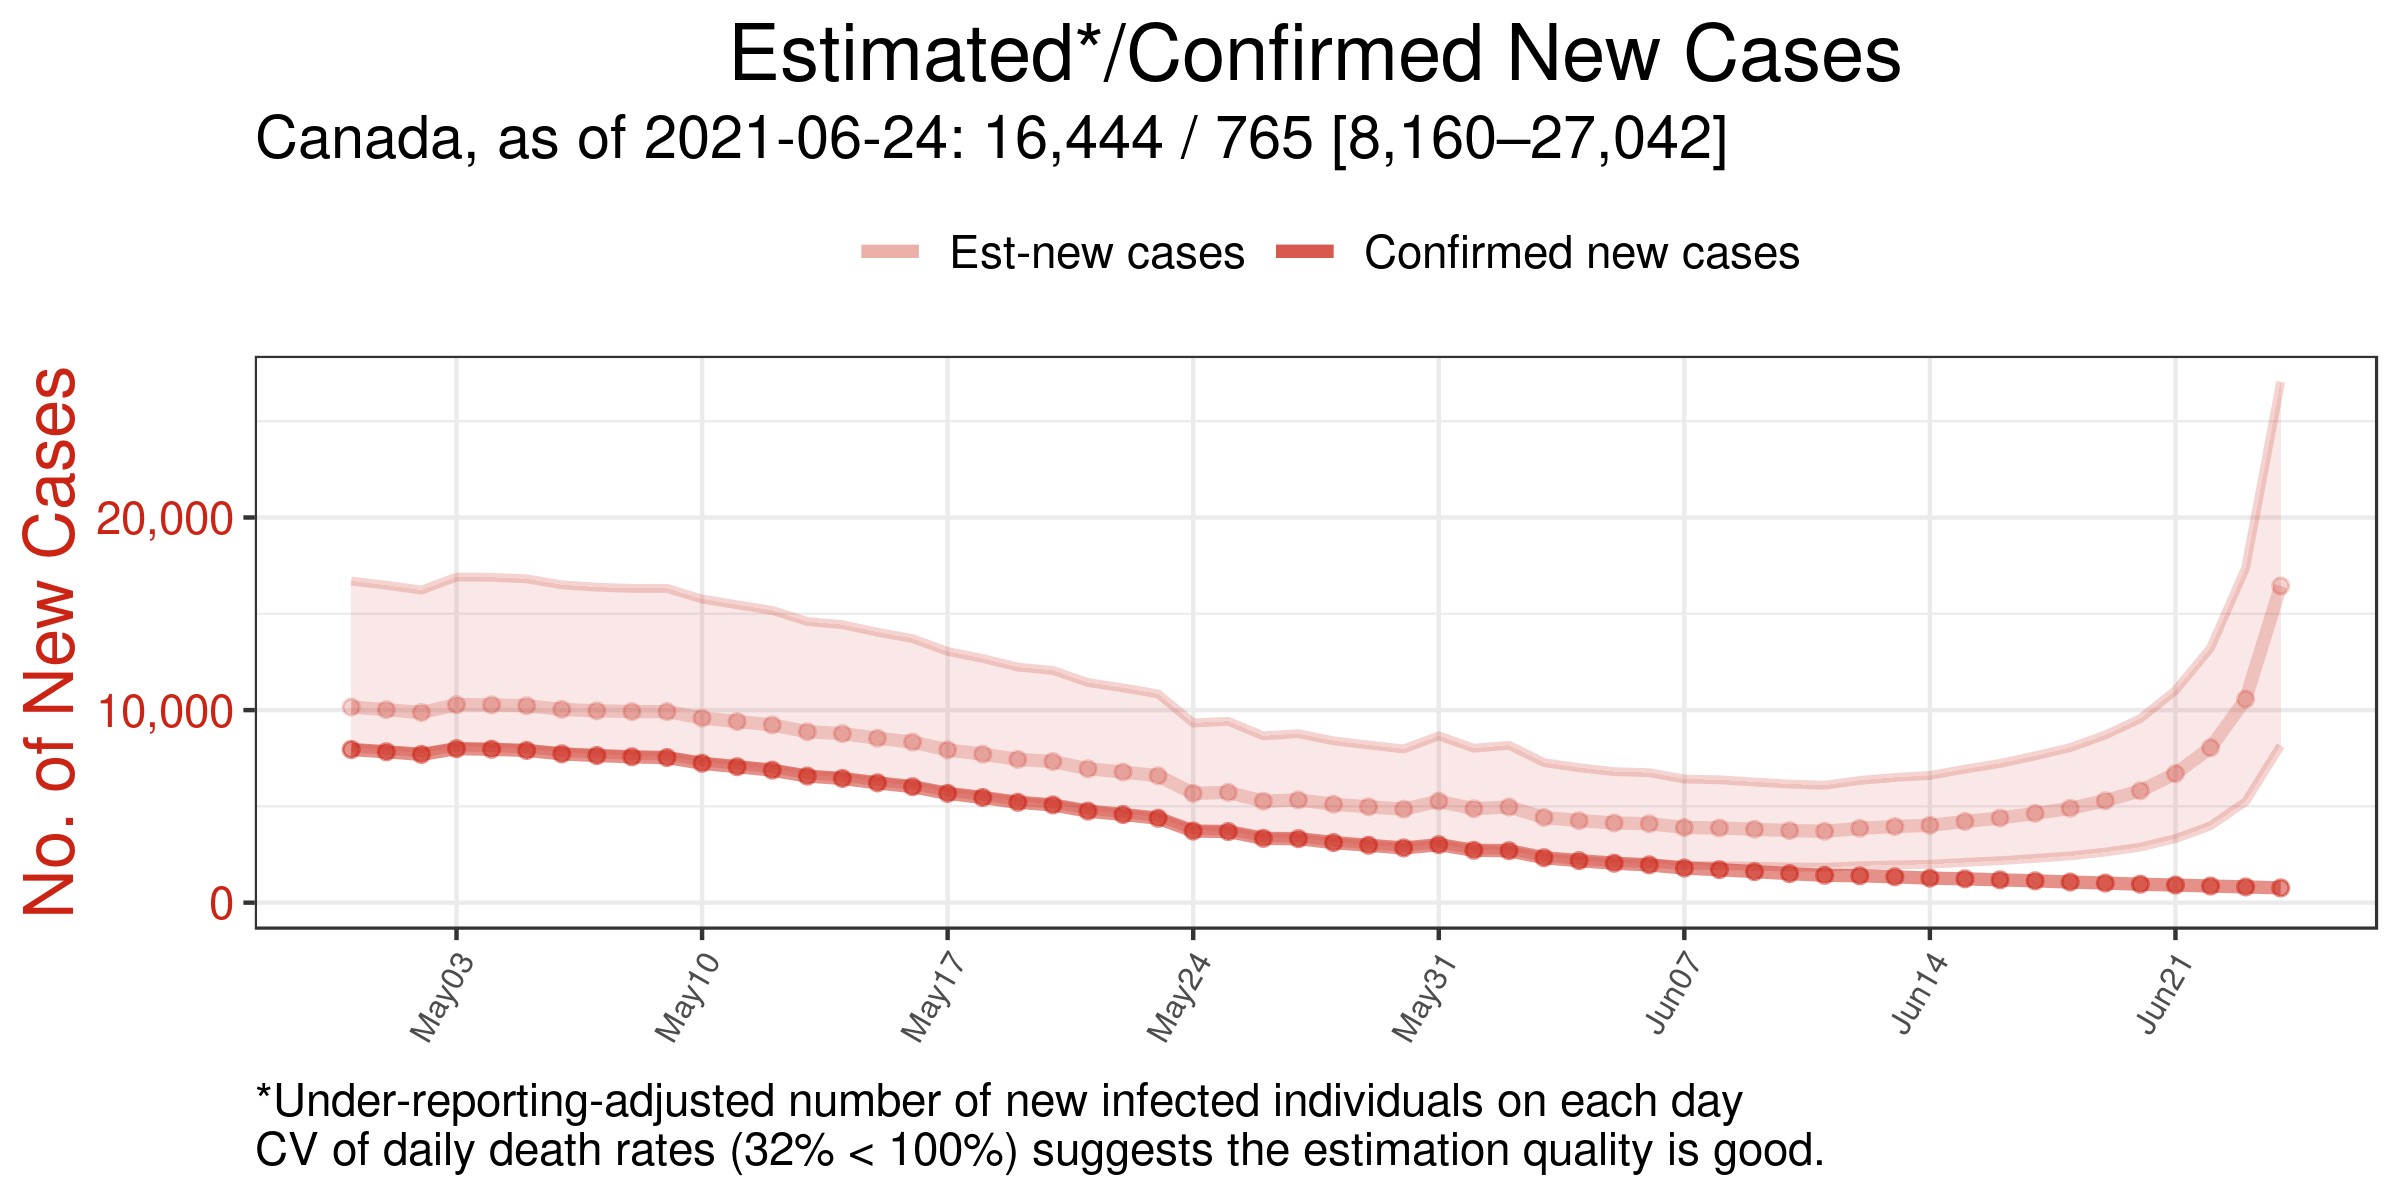 Estimated*/Confirmed New Cases
Canada, as of 2021-06-24: 16,444 / 765 [8,160–27,042]
Est-new cases
Confirmed new cases
No. of New Cases
20,000
10,000
0
May03
May10
May17
May24
May31
Jun07
Jun14
Jun21
*Under-reporting-adjusted number of new infected individuals on each day
CV of daily death rates (32% < 100%) suggests the estimation quality is good.